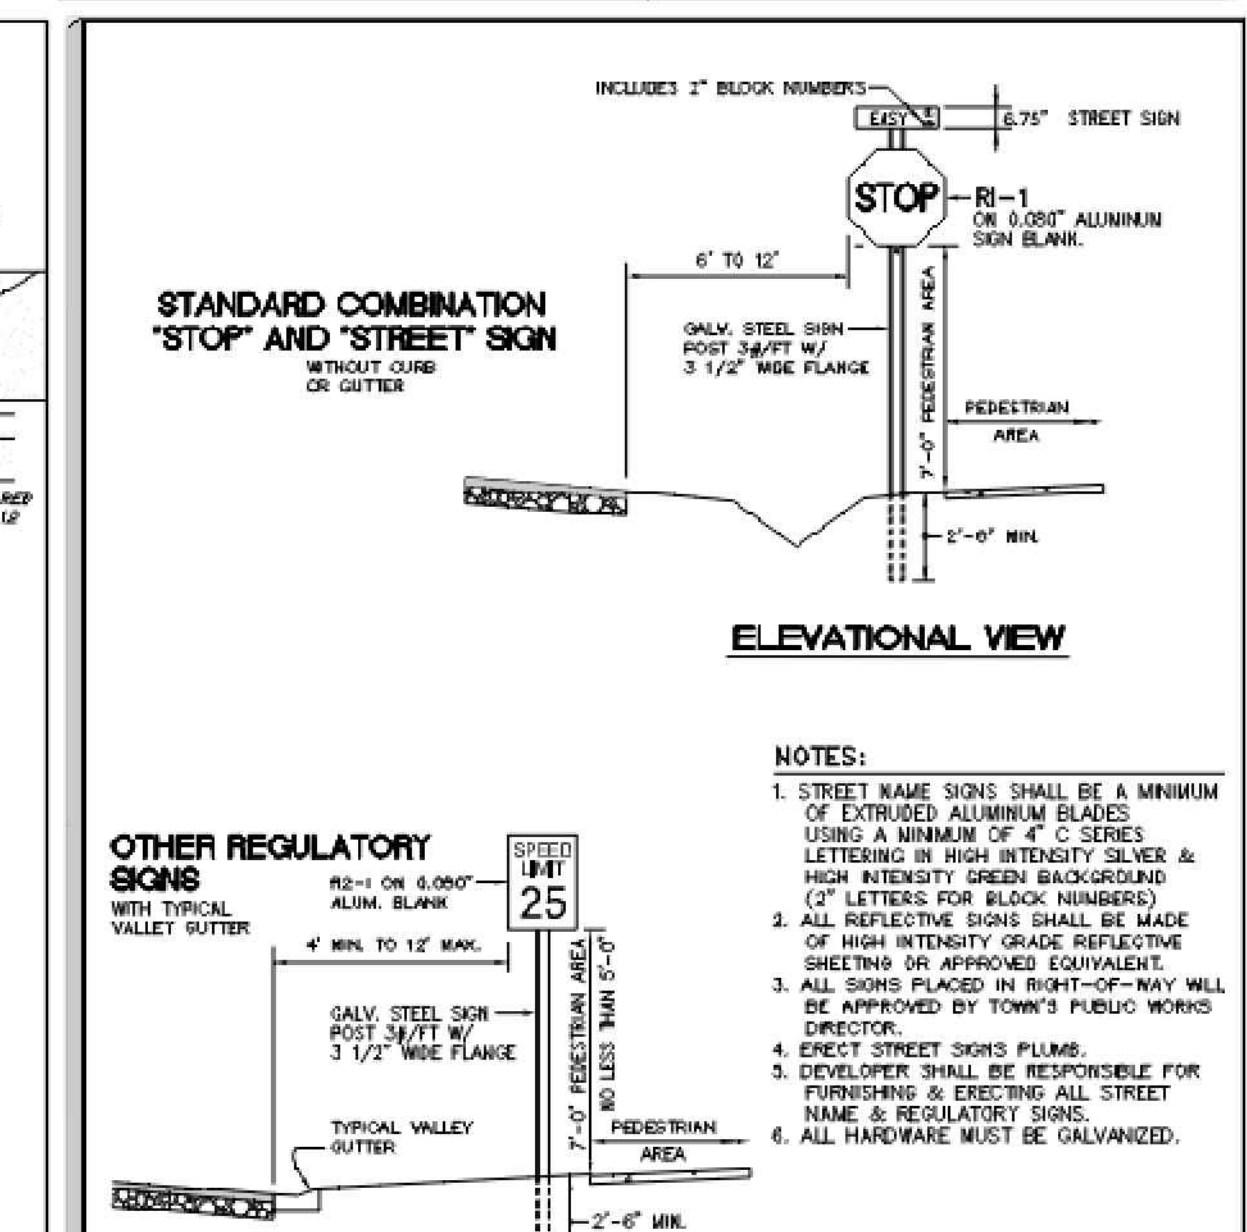 INCLUDES 2" BLOCK NUMBERS
EASY
6.75" STREET SIGN
STOP
R1-1
ON 0.080" ALUMINUM
SIGN BLANK.
6' TO 12'
STANDARD COMBINATION
"STOP" AND "STREET" SIGN
WITHOUT CURB
OR GUTTER
GALV. STEEL SIGN
POST 3#/FT W/
3 1/2" WIDE FLANGE
7'-0" PEDESTRIAN AREA
PEDESTRIAN
AREA
2'-6" MIN.
ELEVATIONAL VIEW
NOTES:
1. STREET NAME SIGNS SHALL BE A MINIMUM
OF EXTRUDED ALUMINUM BLADES
USING A MINIMUM OF 4" C SERIES
LETTERING IN HIGH INTENSITY SILVER &
HIGH INTENSITY GREEN BACKGROUND
(2" LETTERS FOR BLOCK NUMBERS)
2. ALL REFLECTIVE SIGNS SHALL BE MADE
OF HIGH INTENSITY GRADE REFLECTIVE
SHEETING OR APPROVED EQUIVALENT.
3. ALL SIGNS PLACED IN RIGHT-OF-WAY WILL
BE APPROVED BY TOWN'S PUBLIC WORKS
DIRECTOR.
4. ERECT STREET SIGNS PLUMB.
5. DEVELOPER SHALL BE RESPONSIBLE FOR
FURNISHING & ERECTING ALL STREET
NAME & REGULATORY SIGNS.
6. ALL HARDWARE MUST BE GALVANIZED.
OTHER REGULATORY
SIGNS
WITH TYPICAL
VALLEY GUTTER
SPEED
LIMIT
25
R2-1 ON 0.080"
ALUM. BLANK
4' MIN. TO 12' MAX.
GALV. STEEL SIGN
POST 3#/FT W/
3 1/2" WIDE FLANGE
7'-0" PEDESTRIAN AREA
NO LESS THAN 5'-0"
TYPICAL VALLEY
GUTTER
PEDESTRIAN
AREA
2'-6" MIN.